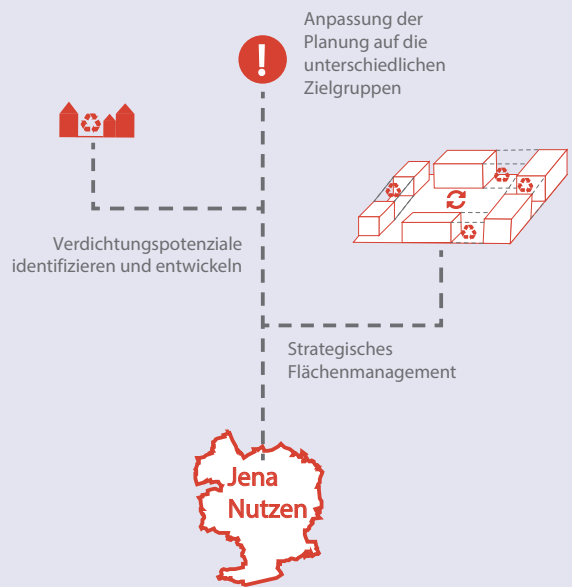 Anpassung der
Planung auf die
unterschiedlichen
Zielgruppen
Verdichtungspotenziale
identifizieren und entwickeln
Strategisches
Flächenmanagement
Jena
Nutzen